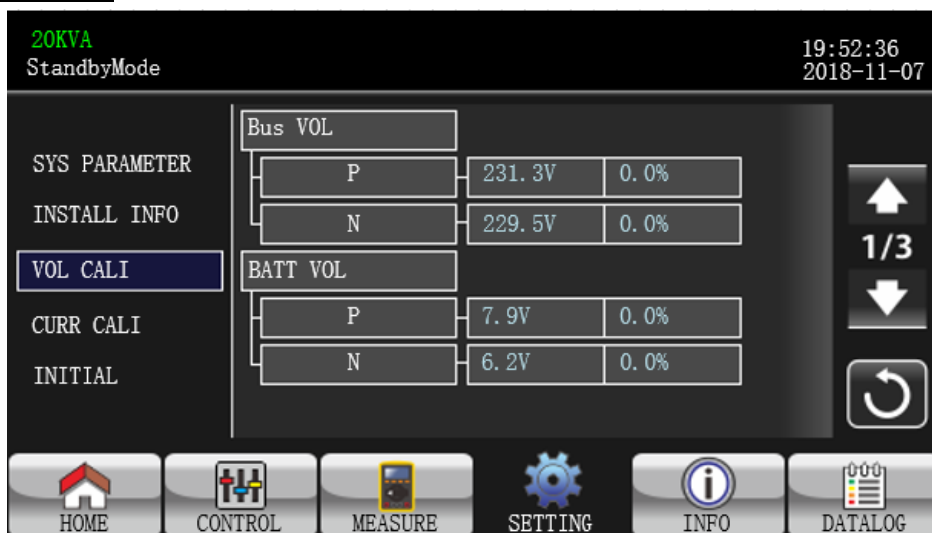 20KVA
StandbyMode
19:52:36
2018-11-07
SYS PARAMETER
INSTALL INFO
VOL CALI
CURR CALI
INITIAL
Bus VOL
P 231.3V 0.0%
N 229.5V 0.0%
BATT VOL
P 7.9V 0.0%
N 6.2V 0.0%
1/3
HOME CONTROL MEASURE SETTING INFO DATALOG